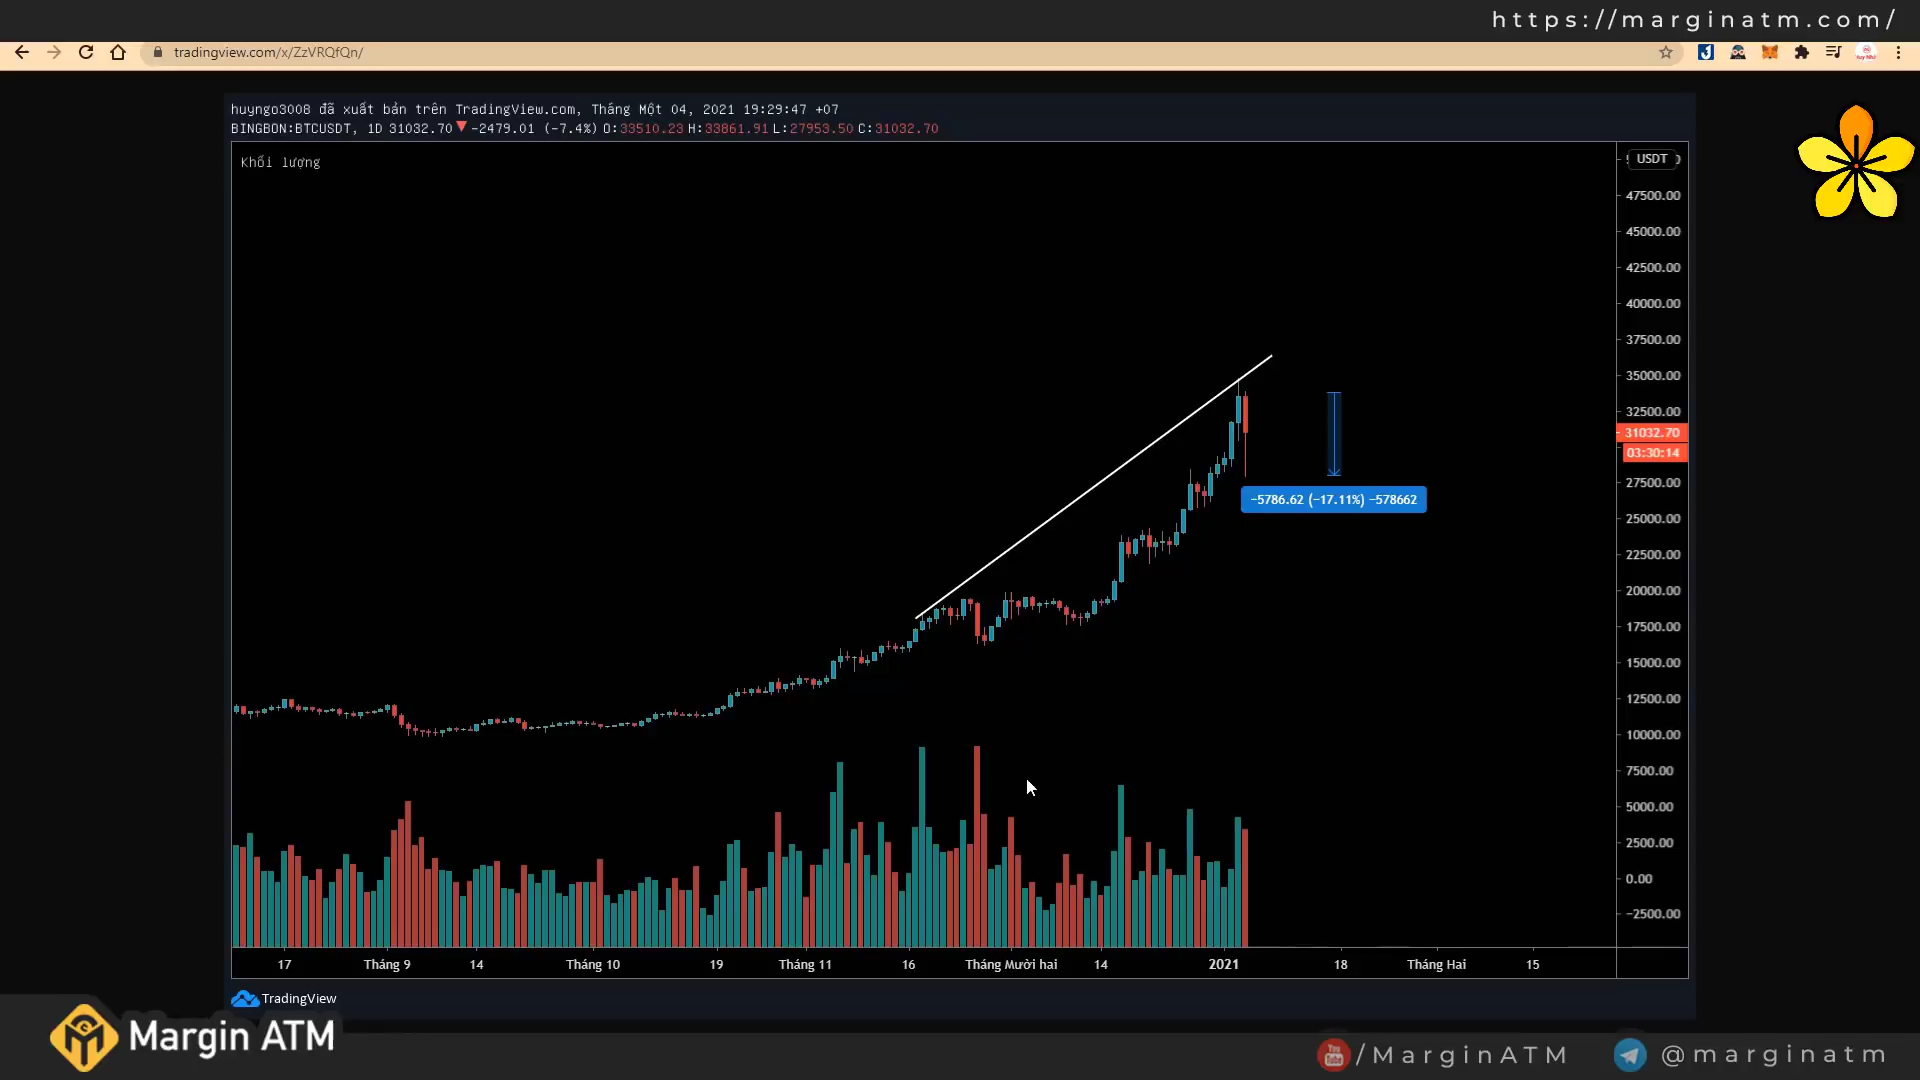 https://marginatm.com/
tradingview.com/x/ZzVRQfQn/
huyngo3008 đã xuất bản trên TradingView.com, Tháng Một 04, 2021 19:29:47 +07
BINGBON:BTCUSDT, 1D 31032.70 ▼ −2479.01 (−7.4%) O:33510.23 H:33861.91 L:27953.50 C:31032.70
Khối lượng
USDT
47500.00
45000.00
42500.00
40000.00
37500.00
35000.00
32500.00
31032.70
03:30:14
27500.00
−5786.62 (−17.11%) −578662
25000.00
22500.00
20000.00
17500.00
15000.00
12500.00
10000.00
7500.00
5000.00
2500.00
0.00
−2500.00
17 Tháng 9 14 Tháng 10 19 Tháng 11 16 Tháng Mười hai 14 2021 18 Tháng Hai 15
TradingView
Margin ATM
You Tube /MarginATM @marginatm